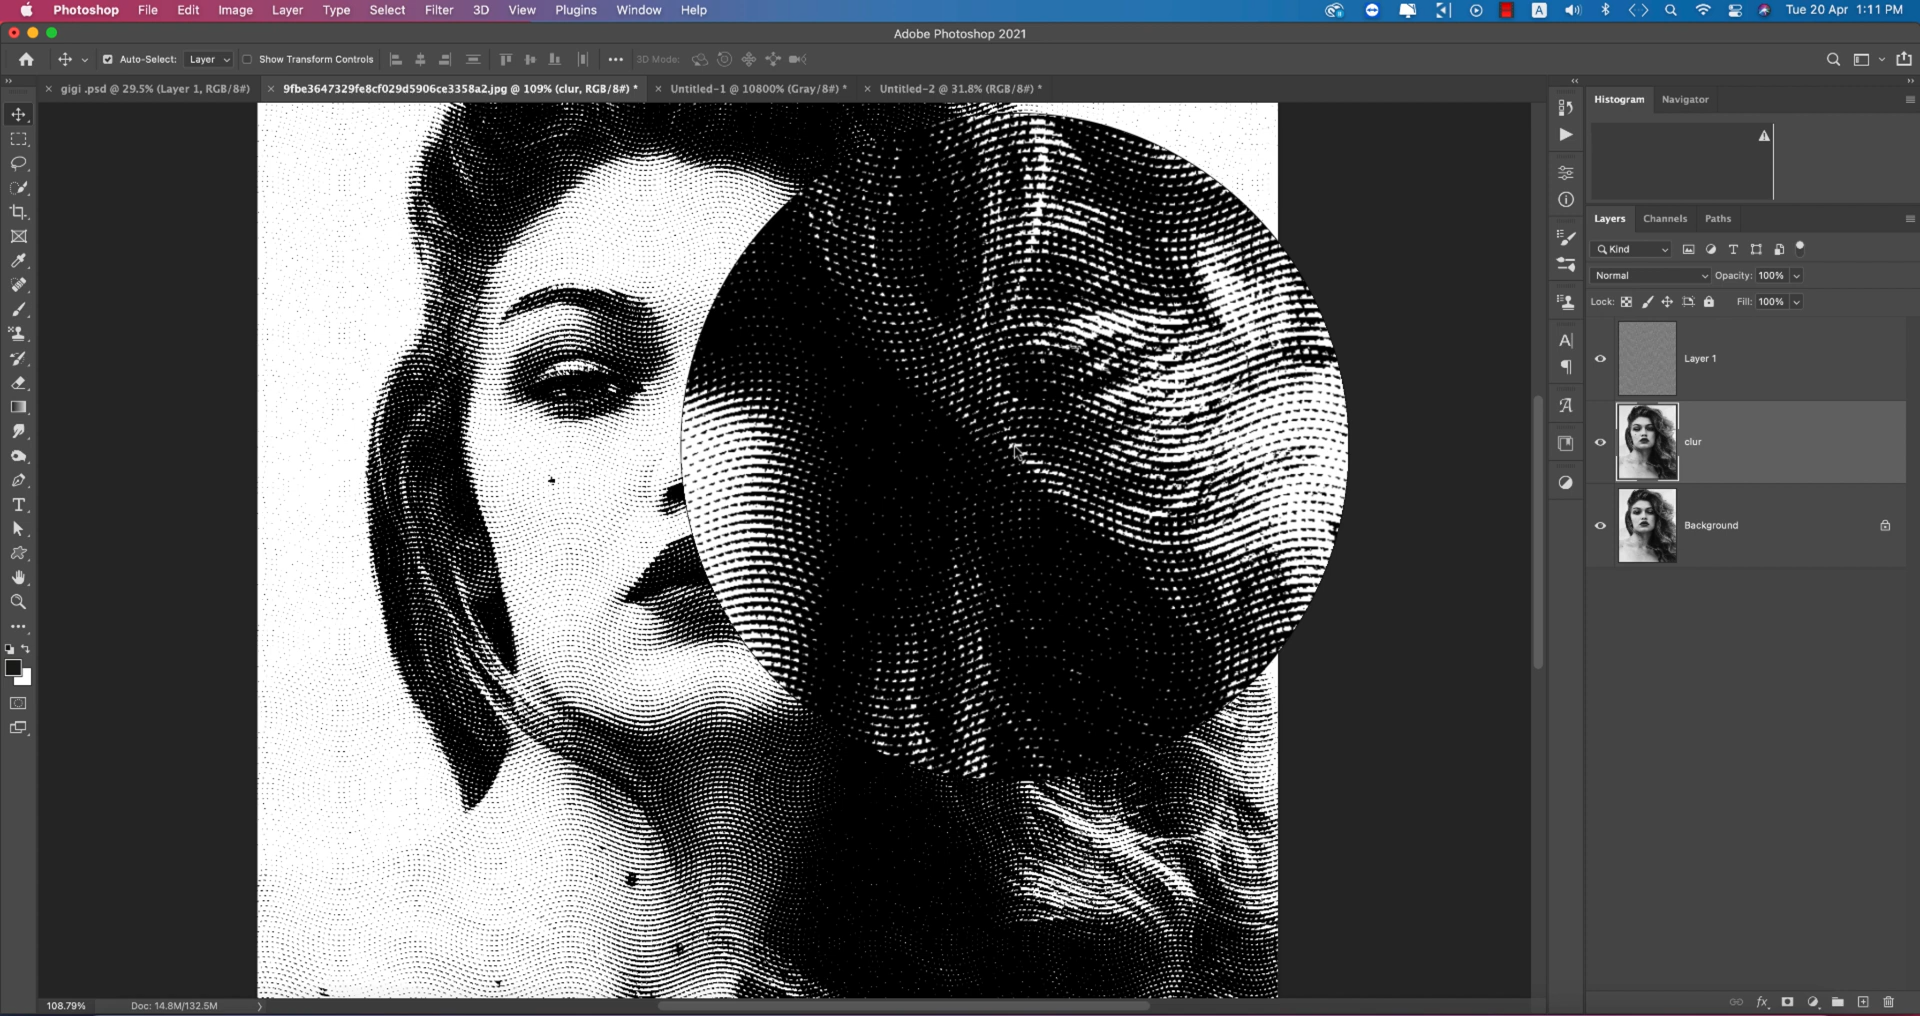 Photoshop File Edit Image Layer Type Select Filter 3D View Plugins Window Help A Tue 20 Apr 1:11 PM
Adobe Photoshop 2021
Auto-Select: Layer Show Transform Controls 3D Mode:
gigi .psd @ 29.5% (Layer 1, RGB/8#) 9fbe3647329fe8cf029d5906ce3358a2.jpg @ 109% (clur, RGB/8#) * Untitled-1 @ 10800% (Gray/8#) * Untitled-2 @ 31.8% (RGB/8#) *
Histogram Navigator
Layers Channels Paths
Kind
Normal Opacity: 100%
Lock: Fill: 100%
Layer 1
clur
Background
108.79% Doc: 14.8M/132.5M